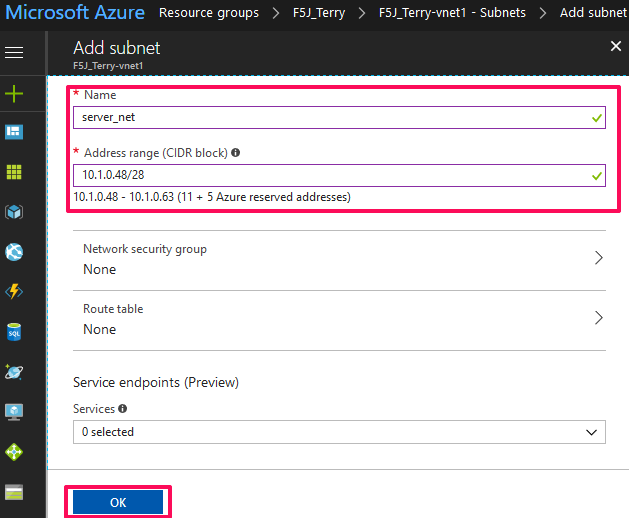 Microsoft Azure Resource groups > F5J_Terry > F5J_Terry-vnet1 - Subnets > Add subnet
Add subnet
F5J_Terry-vnet1
* Name
server_net
* Address range (CIDR block)
10.1.0.48/28
10.1.0.48 - 10.1.0.63 (11 + 5 Azure reserved addresses)
Network security group
None
Route table
None
Service endpoints (Preview)
Services
0 selected
OK
SQL